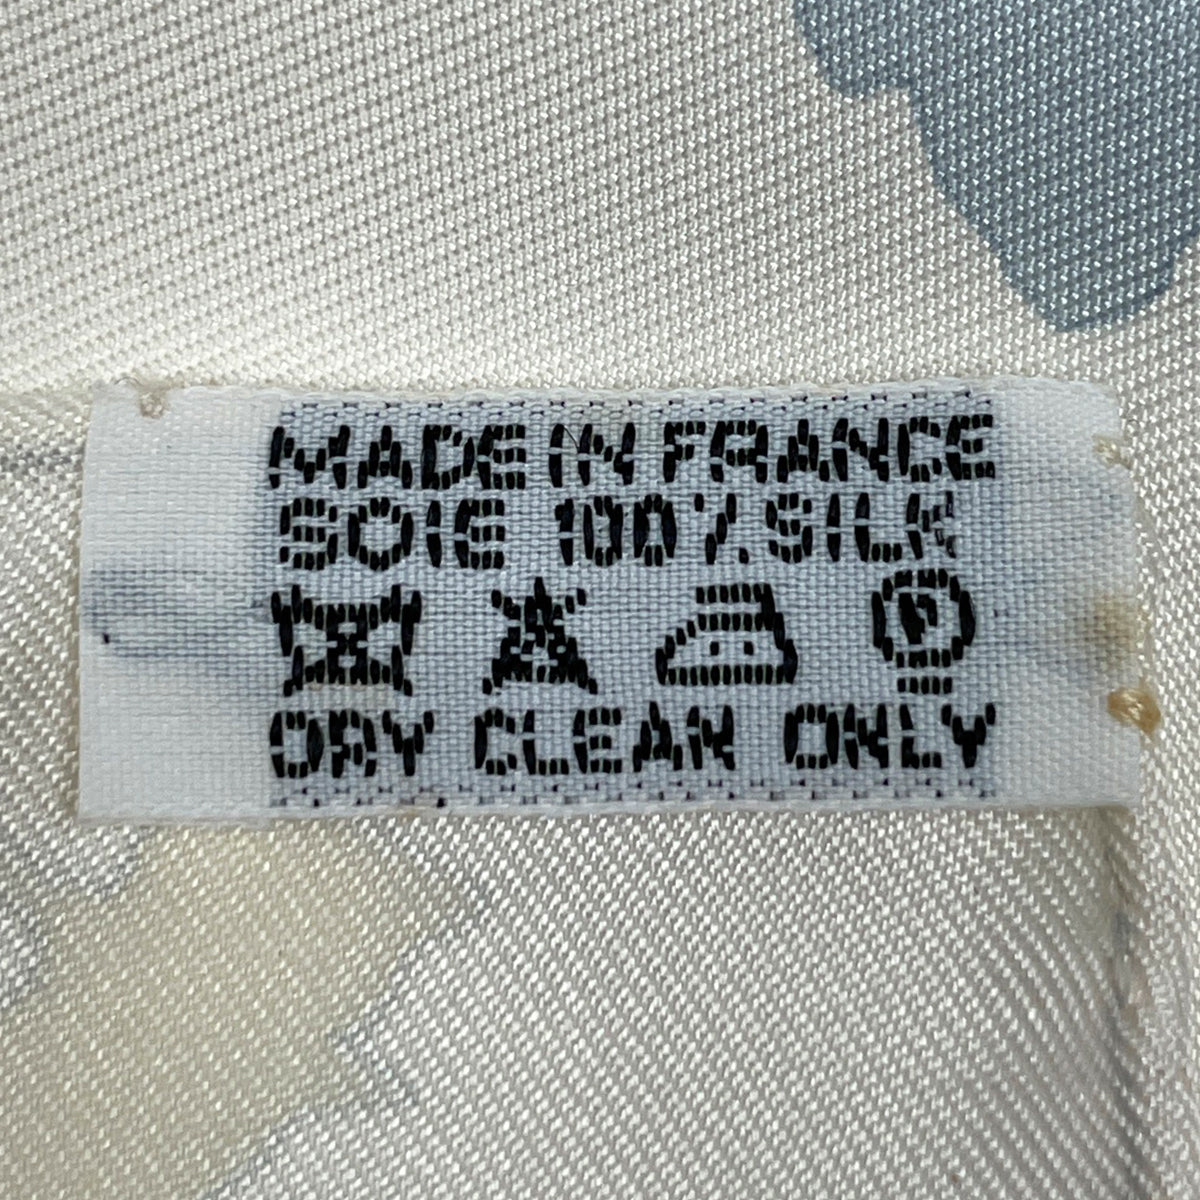 MADE IN FRANCE
SOIE 100% SILK
P
DRY CLEAN ONLY